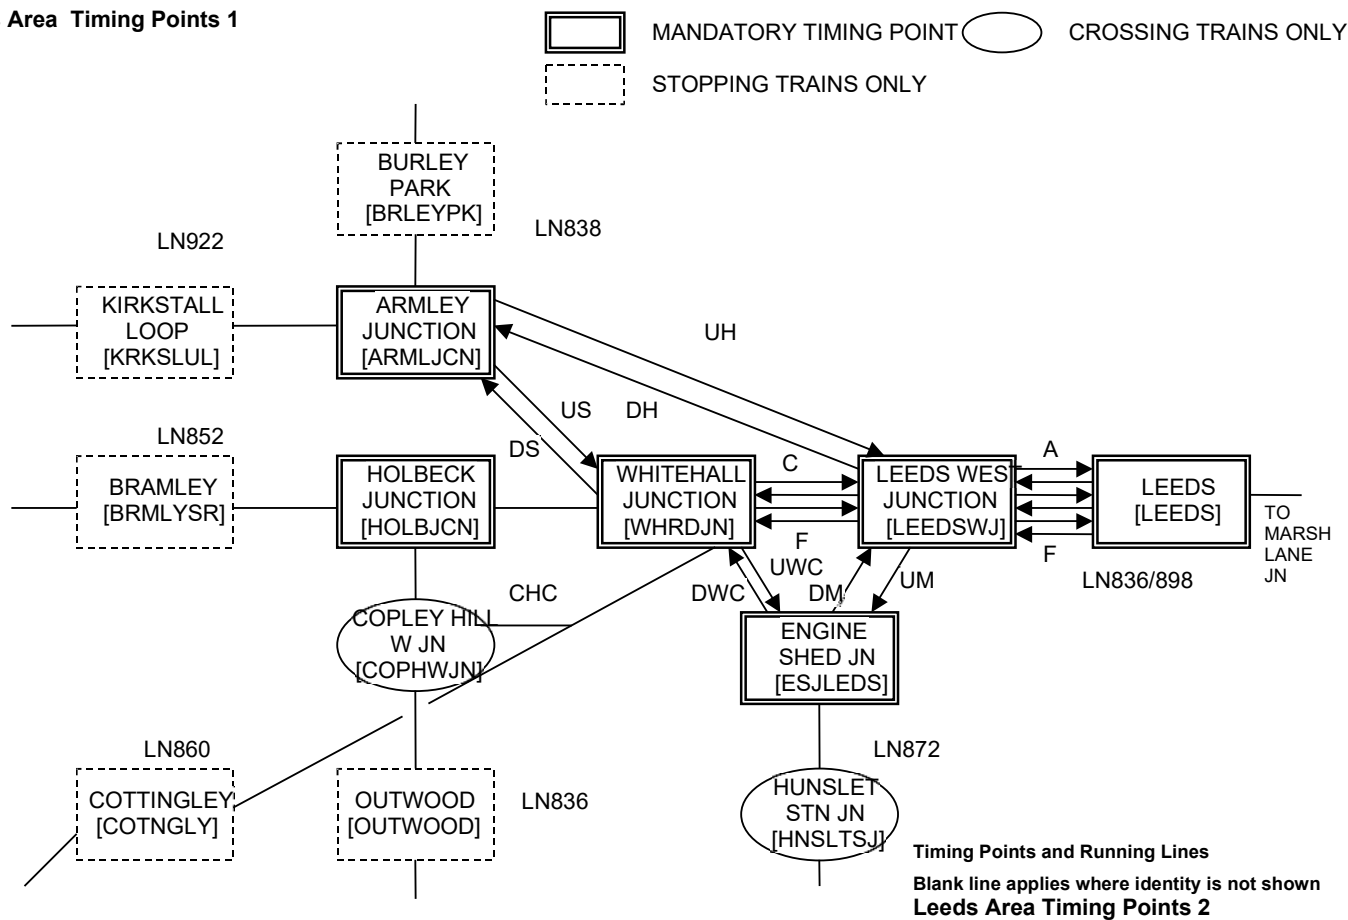 Area Timing Points 1
MANDATORY TIMING POINT
CROSSING TRAINS ONLY
STOPPING TRAINS ONLY
BURLEY
PARK
[BRLEYPK]
LN838
LN922
KIRKSTALL
LOOP
[KRKSLUL]
ARMLEY
JUNCTION
[ARMLJCN]
UH
US
DH
DS
LN852
BRAMLEY
[BRMLYSR]
HOLBECK
JUNCTION
[HOLBJCN]
WHITEHALL
JUNCTION
[WHRDJN]
C
F
LEEDS WEST
JUNCTION
[LEEDSWJ]
A
F
LEEDS
[LEEDS]
TO
MARSH
LANE
JN
LN836/898
UWC
DWC
DM
UM
CHC
COPLEY HILL
W JN
[COPHWJN]
ENGINE
SHED JN
[ESJLEDS]
LN860
COTTINGLEY
[COTNGLY]
OUTWOOD
[OUTWOOD]
LN836
LN872
HUNSLET
STN JN
[HNSLTSJ]
Timing Points and Running Lines
Blank line applies where identity is not shown
Leeds Area Timing Points 2